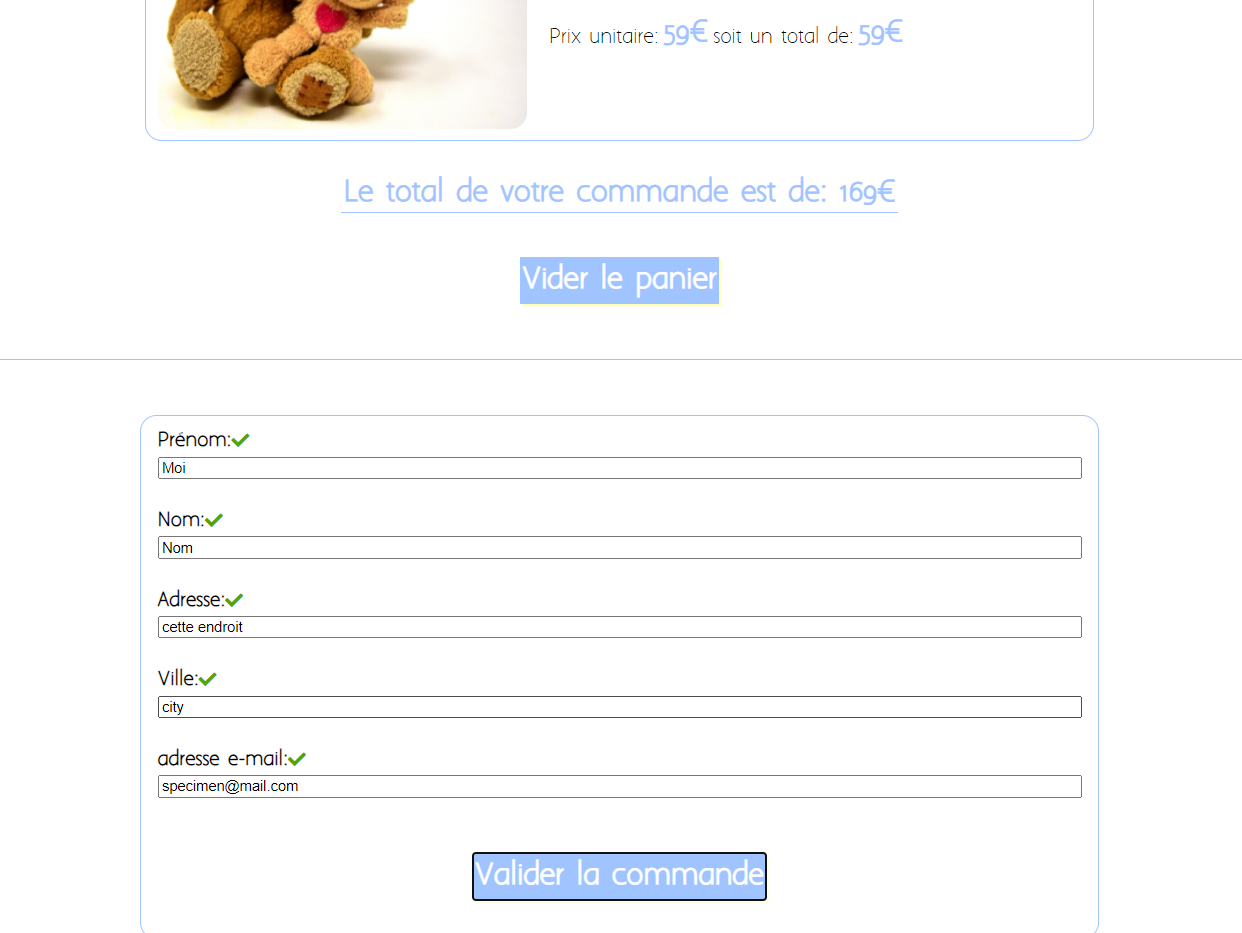 Prix unitaire: 59€ soit un total de: 59€
Le total de votre commande est de: 169€
Vider le panier
Prénom:
Moi
Nom:
Nom
Adresse:
cette endroit
Ville:
city
adresse e-mail:
specimen@mail.com
Valider la commande